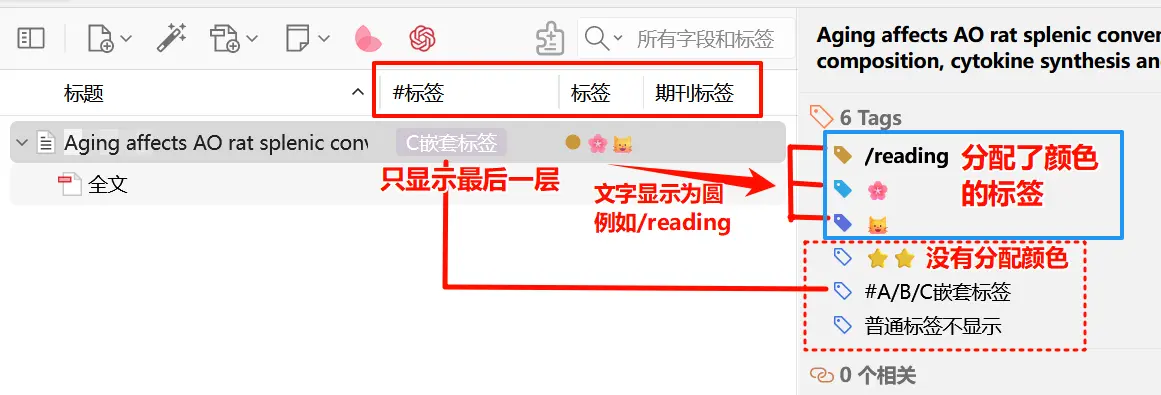 所有字段和标签
标题
#标签
标签
期刊标签
Aging affects AO rat splenic conv
C嵌套标签
🌸😺
全文
只显示最后一层
文字显示为圆
例如/reading
Aging affects AO rat splenic conver
composition, cytokine synthesis an
6 Tags
/reading
🌸
😺
分配了颜色
的标签
⭐⭐
没有分配颜色
#A/B/C嵌套标签
普通标签不显示
0 个相关